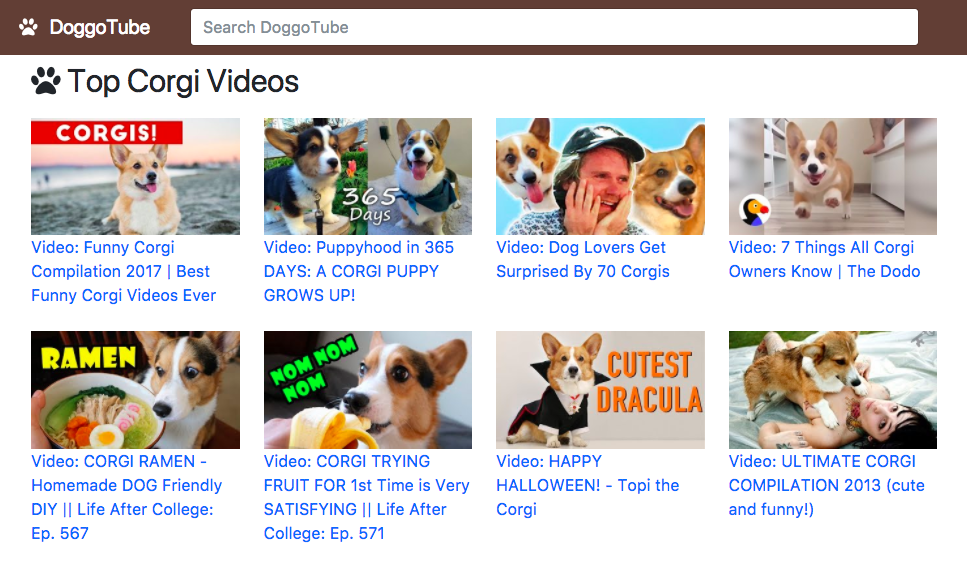 DoggoTube
Search DoggoTube
Top Corgi Videos
CORGIS!
365
Days
Video: Funny Corgi
Compilation 2017 | Best
Funny Corgi Videos Ever
Video: Puppyhood in 365
DAYS: A CORGI PUPPY
GROWS UP!
Video: Dog Lovers Get
Surprised By 70 Corgis
Video: 7 Things All Corgi
Owners Know | The Dodo
RAMEN
NOM NOM
NOM
CUTEST
DRACULA
Video: CORGI RAMEN -
Homemade DOG Friendly
DIY || Life After College:
Ep. 567
Video: CORGI TRYING
FRUIT FOR 1st Time is Very
SATISFYING || Life After
College: Ep. 571
Video: HAPPY
HALLOWEEN! - Topi the
Corgi
Video: ULTIMATE CORGI
COMPILATION 2013 (cute
and funny!)